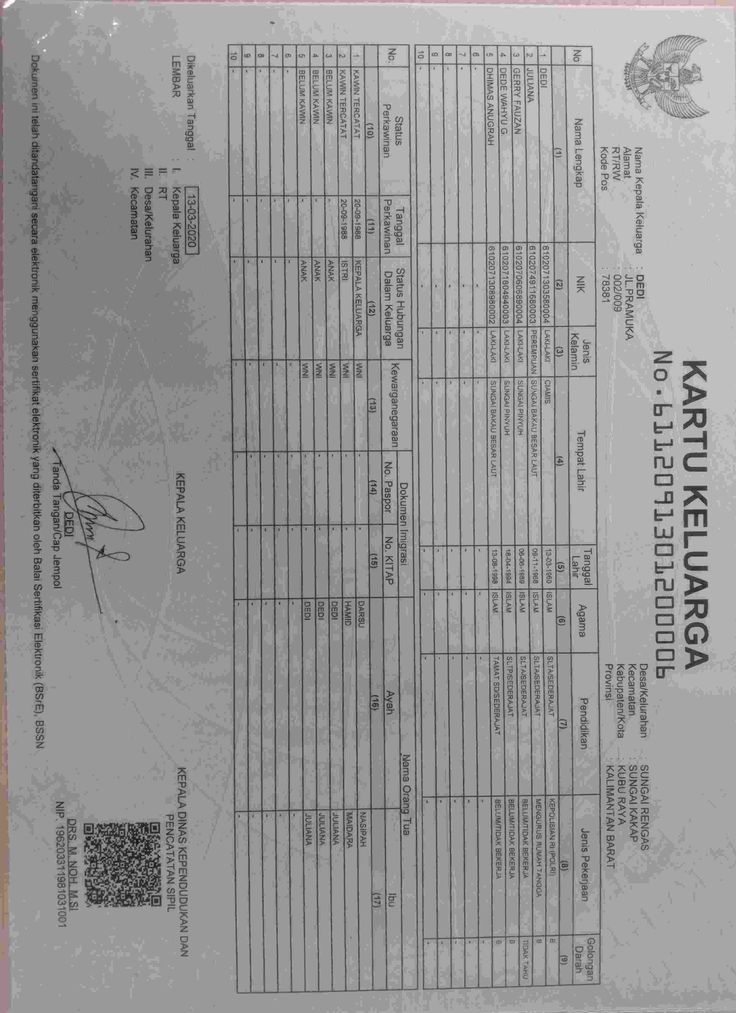 KARTU KELUARGA
No. 6112091301200006
Nama Kepala Keluarga : DEDI
Alamat : JL PRAMUKA
RT/RW : 002/009
Kode Pos : 78381
Desa/Kelurahan : SUNGAI RENGAS
Kecamatan : SUNGAI KAKAP
Kabupaten/Kota : KUBU RAYA
Provinsi : KALIMANTAN BARAT
No Nama Lengkap NIK Jenis Kelamin Tempat Lahir Tanggal Lahir Agama Pendidikan Jenis Pekerjaan Golongan Darah
(1) (2) (3) (4) (5) (6) (7) (8) (9)
1 DEDI 6102071303580004 LAKI-LAKI CIAMIS ISLAM SLTA/SEDERAJAT KEPOLISIAN RI (POLRI) B
2 JULIANA 6102074911680003 PEREMPUAN SUNGAI BAKAU BESAR LAUT 09-11-1968 ISLAM SLTA/SEDERAJAT MENGURUS RUMAH TANGGA B
3 GERRY FAUZAN 6102070606890004 LAKI-LAKI SUNGAI PINYUH 06-06-1989 ISLAM SLTA/SEDERAJAT BELUM/TIDAK BEKERJA TIDAK TAHU
4 DEDE WAHYU G 6102071604940003 LAKI-LAKI SUNGAI PINYUH 16-04-1994 ISLAM SLTP/SEDERAJAT BELUM/TIDAK BEKERJA B
5 DHIMAS ANUGRAH 6102071308980002 LAKI-LAKI SUNGAI BAKAU BESAR LAUT 13-08-1998 ISLAM TAMAT SD/SEDERAJAT BELUM/TIDAK BEKERJA B
6 - - - - - - - - -
7 - - - - - - - - -
8 - - - - - - - - -
9 - - - - - - - - -
10 - - - - - - - - -
No. Status Perkawinan Tanggal Perkawinan Status Hubungan Dalam Keluarga Kewarganegaraan Dokumen Imigrasi Nama Orang Tua
No. Paspor No. KITAP Ayah Ibu
(10) (11) (12) (13) (14) (15) (16) (17)
1 KAWIN TERCATAT 20-09-1988 KEPALA KELUARGA WNI - - DARSU NASIPAH
2 KAWIN TERCATAT 20-09-1988 ISTRI WNI - - HAMID MAIDARA
3 BELUM KAWIN - ANAK WNI - - DEDI JULIANA
4 BELUM KAWIN - ANAK WNI - - DEDI JULIANA
5 BELUM KAWIN - ANAK WNI - - DEDI JULIANA
6 - - - - - - - -
7 - - - - - - - -
8 - - - - - - - -
9 - - - - - - - -
10 - - - - - - - -
Dikeluarkan Tanggal : 13-03-2020
LEMBAR : I. Kepala Keluarga
II. RT
III. Desa/Kelurahan
IV. Kecamatan
KEPALA KELUARGA
DEDI
Tanda Tangan/Cap Jempol
KEPALA DINAS KEPENDUDUKAN DAN
PENCATATAN SIPIL
DRS. M. NOH, M.Si
NIP. 196203311981031001
Dokumen ini telah ditandatangani secara elektronik menggunakan sertifikat elektronik yang diterbitkan oleh Balai Sertifikasi Elektronik (BSrE), BSSN